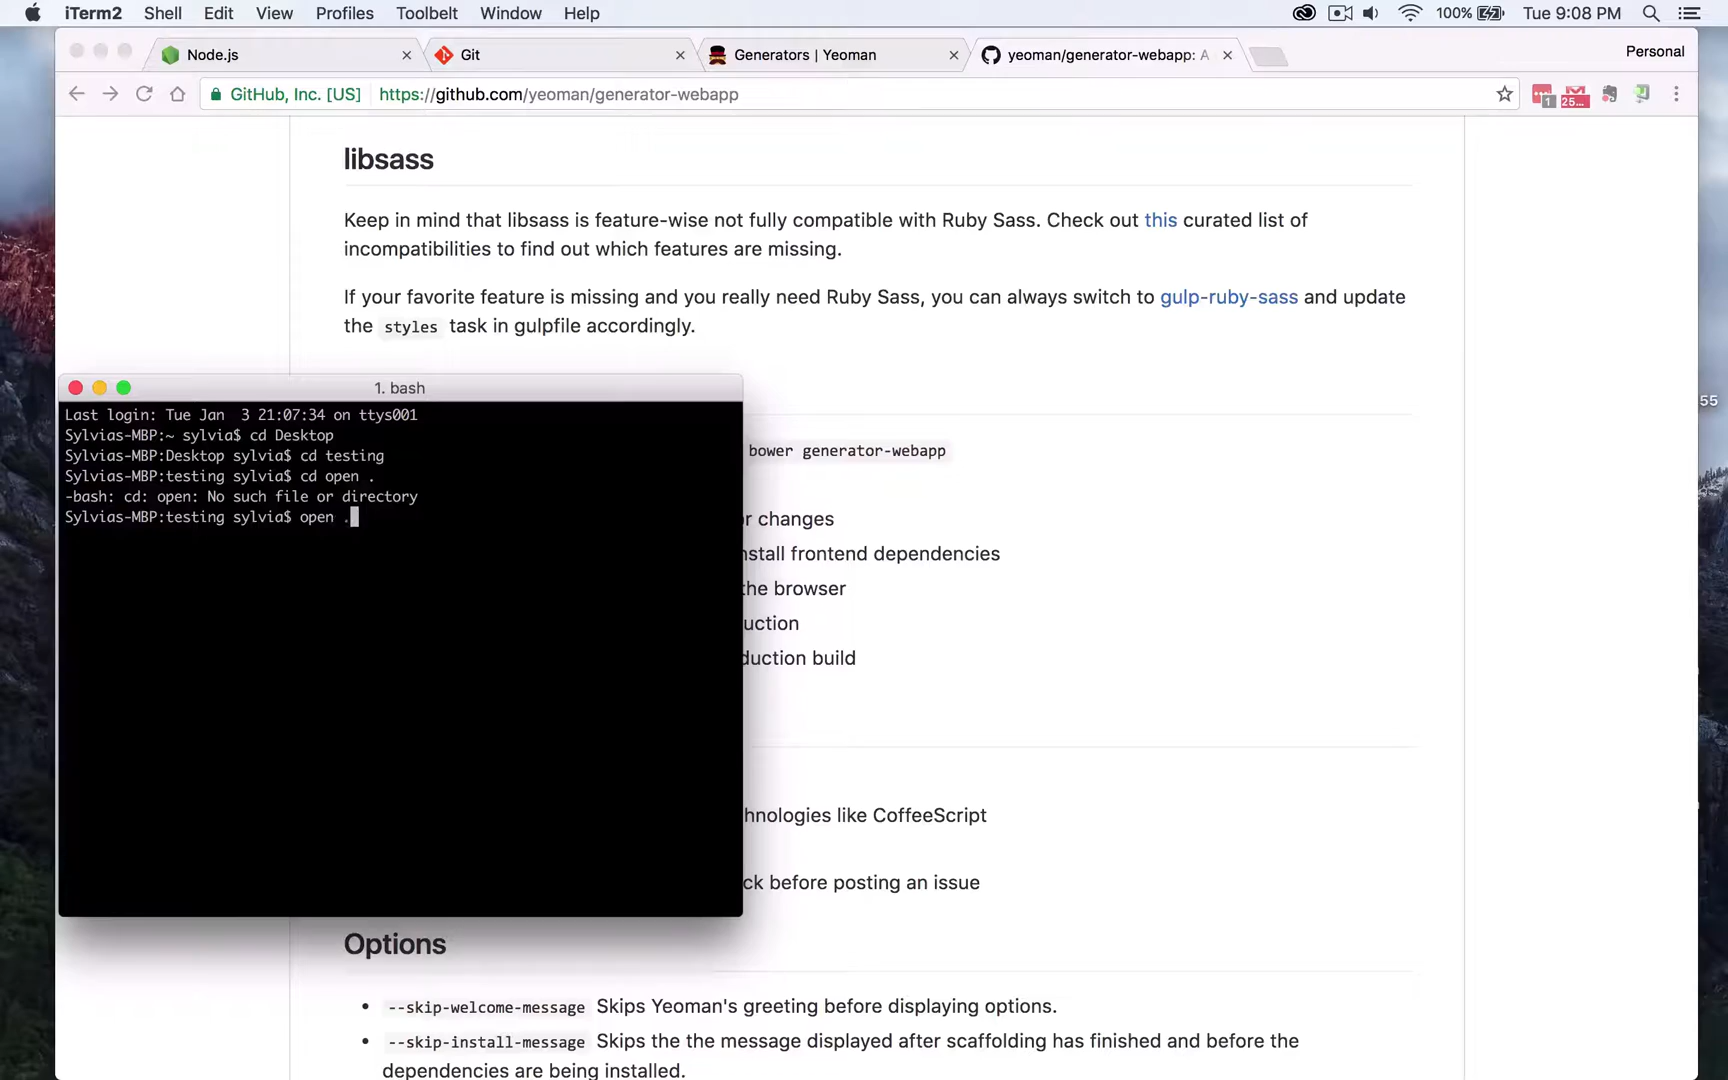 iTerm2 Shell Edit View Profiles Toolbelt Window Help 100% Tue 9:08 PM
Node.js Git Generators | Yeoman yeoman/generator-webapp: A Personal
GitHub, Inc. [US] https://github.com/yeoman/generator-webapp 1 25...
libsass
Keep in mind that libsass is feature-wise not fully compatible with Ruby Sass. Check out this curated list of
incompatibilities to find out which features are missing.
If your favorite feature is missing and you really need Ruby Sass, you can always switch to gulp-ruby-sass and update
the styles task in gulpfile accordingly.
1. bash
Last login: Tue Jan 3 21:07:34 on ttys001
Sylvias-MBP:~ sylvia$ cd Desktop
Sylvias-MBP:Desktop sylvia$ cd testing
Sylvias-MBP:testing sylvia$ cd open .
-bash: cd: open: No such file or directory
Sylvias-MBP:testing sylvia$ open .
55
bower generator-webapp
or changes
nstall frontend dependencies
the browser
uction
duction build
hnologies like CoffeeScript
ck before posting an issue
Options
• --skip-welcome-message Skips Yeoman's greeting before displaying options.
• --skip-install-message Skips the the message displayed after scaffolding has finished and before the
dependencies are being installed.